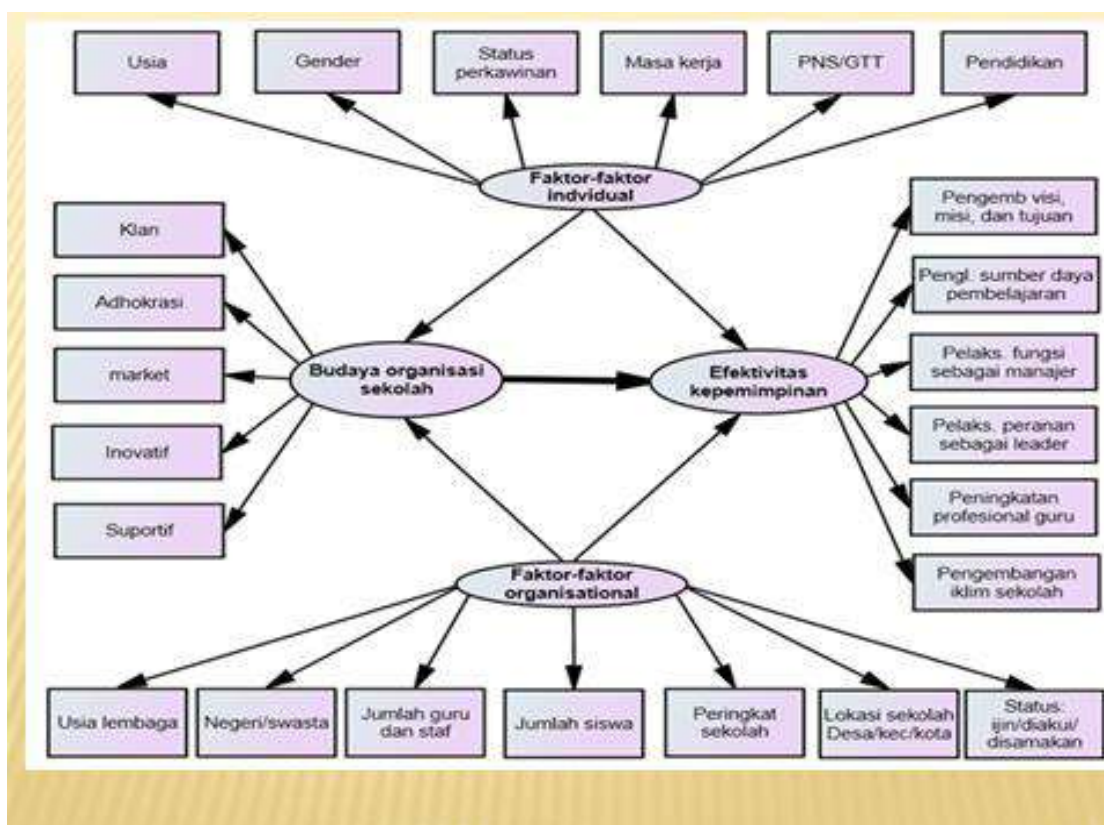 Usia
Gender
Status
perkawinan
Masa kerja
PNS/GTT
Pendidikan
Faktor-faktor
indvidual
Klan
Adhokrasi
market
Inovatif
Suportif
Budaya organisasi
sekolah
Efektivitas
kepemimpinan
Pengemb visi,
misi, dan tujuan
Pengl. sumber daya
pembelajaran
Pelaks. fungsi
sebagai manajer
Pelaks. peranan
sebagai leader
Peningkatan
profesional guru
Pengembangan
iklim sekolah
Faktor-faktor
organisational
Usia lembaga
Negeri/swasta
Jumlah guru
dan staf
Jumlah siswa
Peringkat
sekolah
Lokasi sekolah
Desa/kec/kota
Status:
ijin/diakui/
disamakan